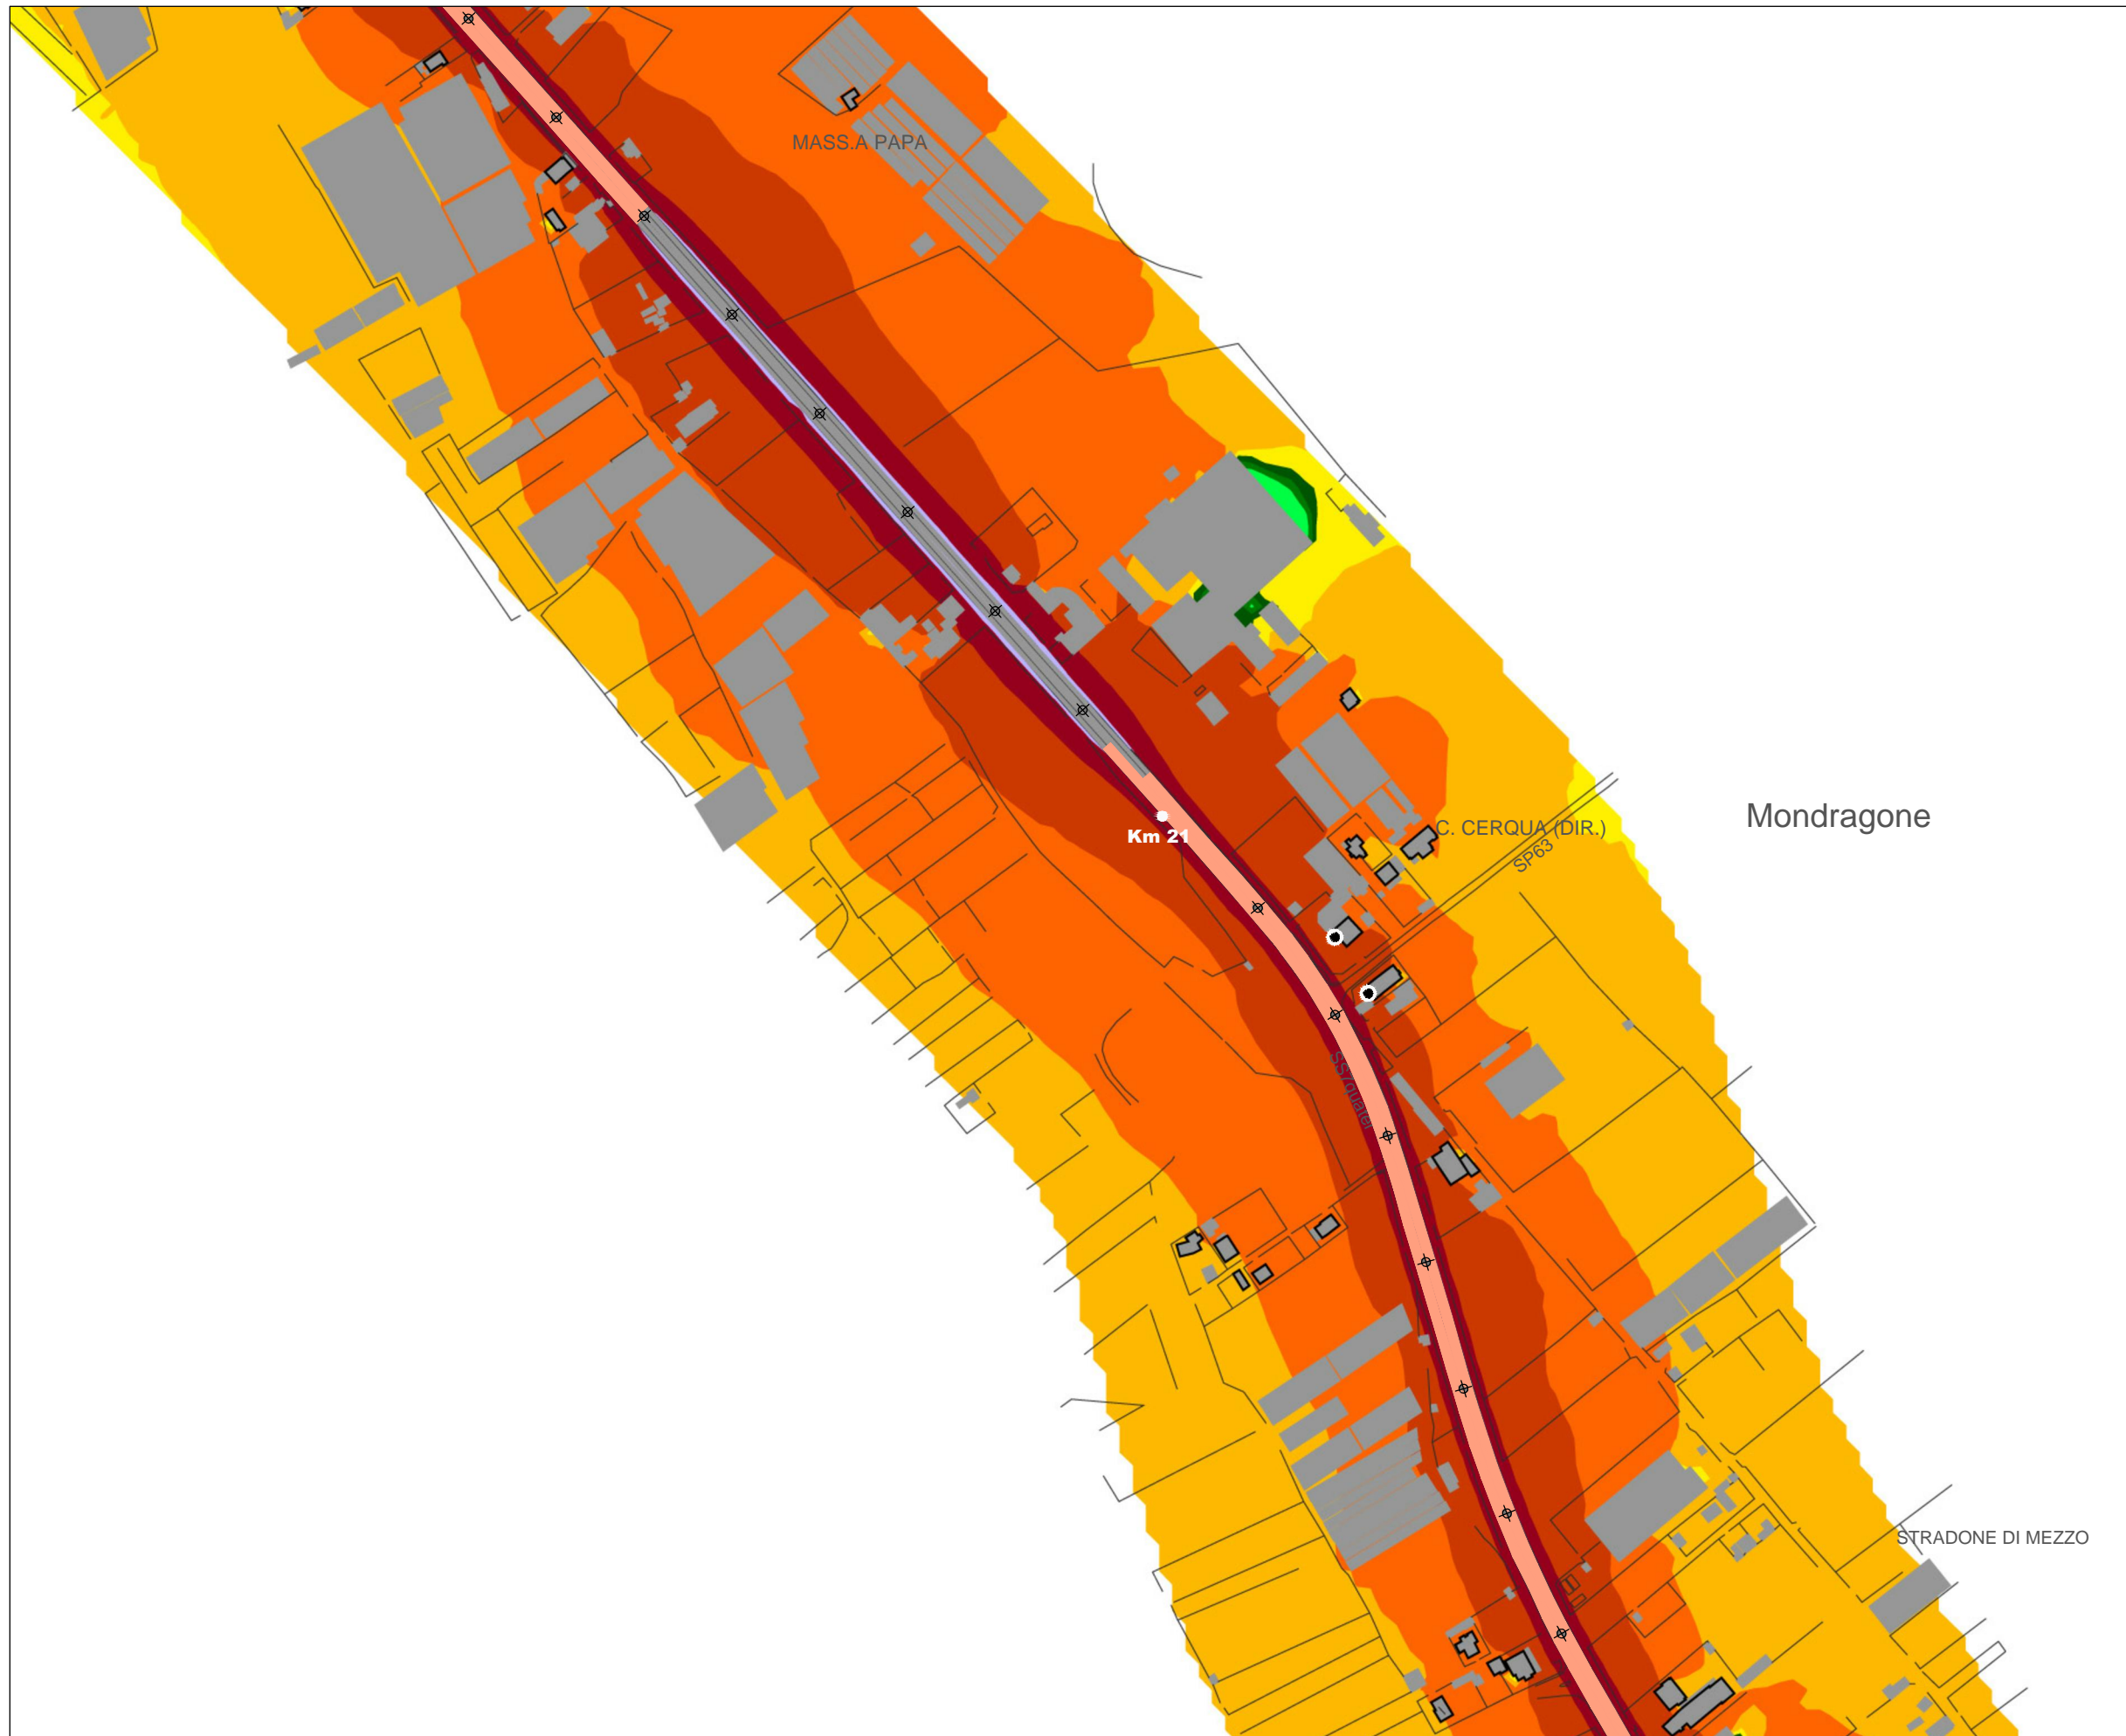 MASS.A PAPA
Mondragone
Km 21
C. CERQUA (DIR.)
SP63
SS7quater
STRADONE DI MEZZO